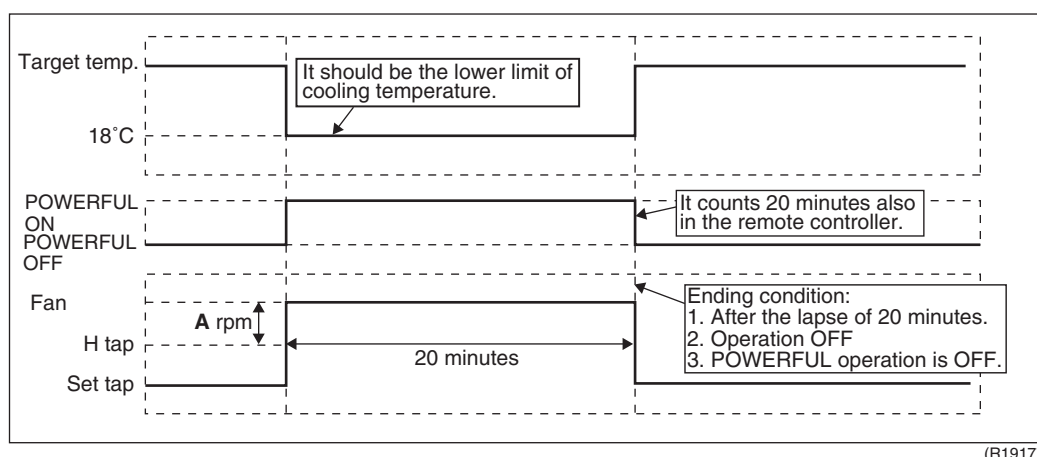 Target temp.
It should be the lower limit of
cooling temperature.
18˚C
POWERFUL
ON
POWERFUL
OFF
It counts 20 minutes also
in the remote controller.
Fan
A rpm
H tap
20 minutes
Set tap
Ending condition:
1. After the lapse of 20 minutes.
2. Operation OFF
3. POWERFUL operation is OFF.